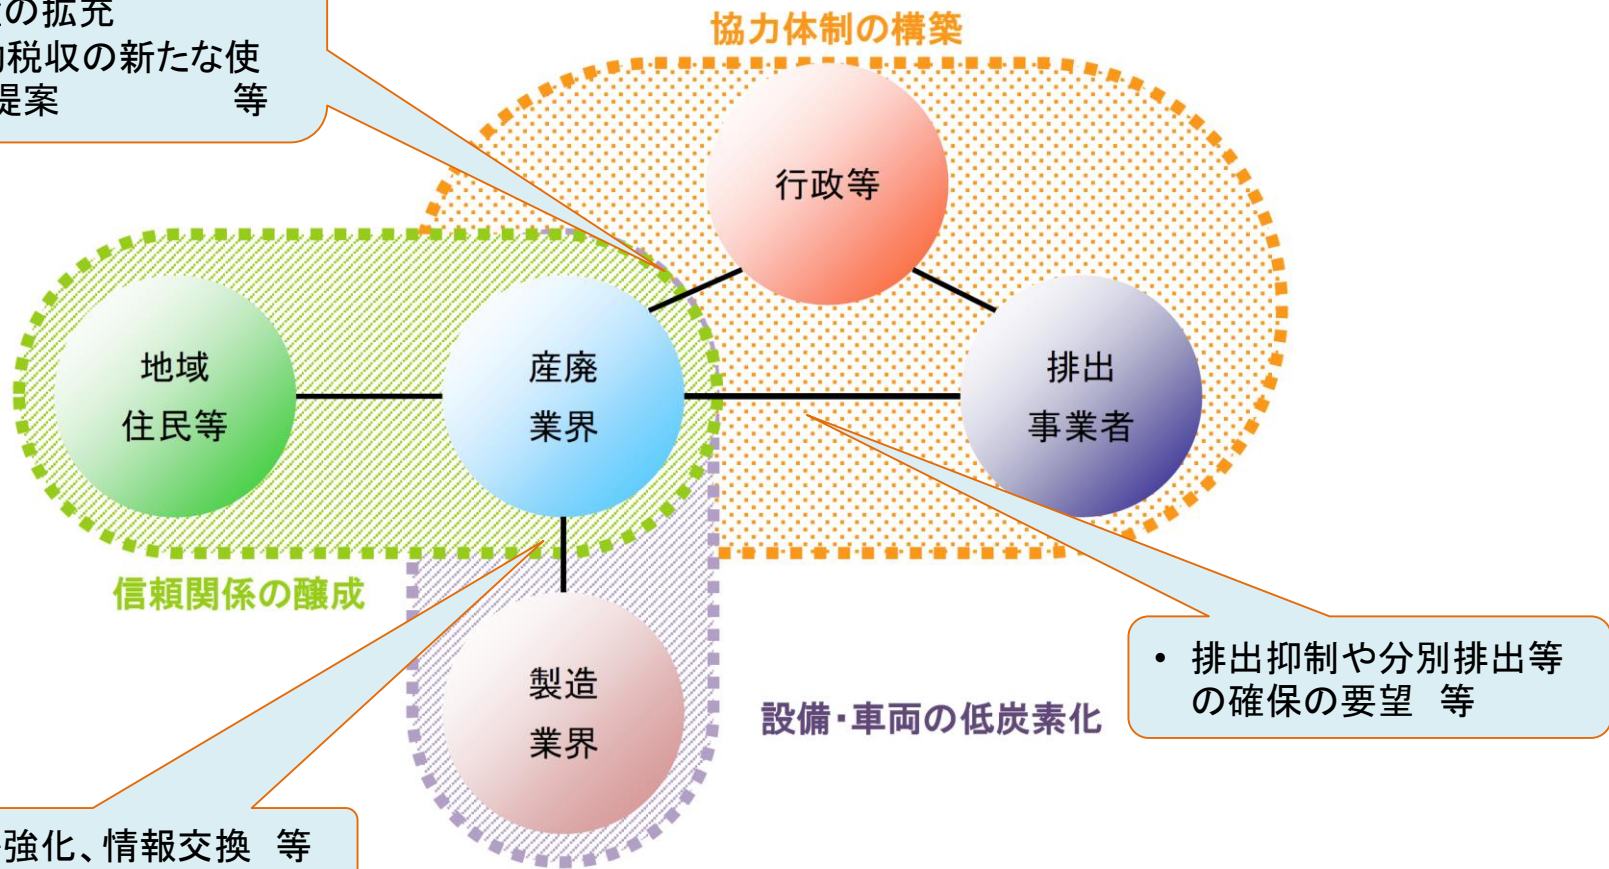 の拡充
税収の新たな使
提案 等
協力体制の構築
行政等
地域
住民等
産廃
業界
排出
事業者
信頼関係の醸成
製造
業界
設備・車両の低炭素化
• 排出抑制や分別排出等
の確保の要望 等
強化、情報交換 等